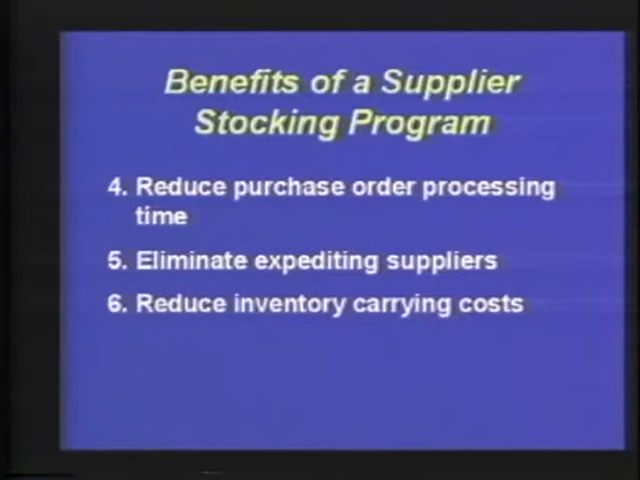 Benefits of a Supplier
Stocking Program
4. Reduce purchase order processing
time
5. Eliminate expediting suppliers
6. Reduce inventory carrying costs